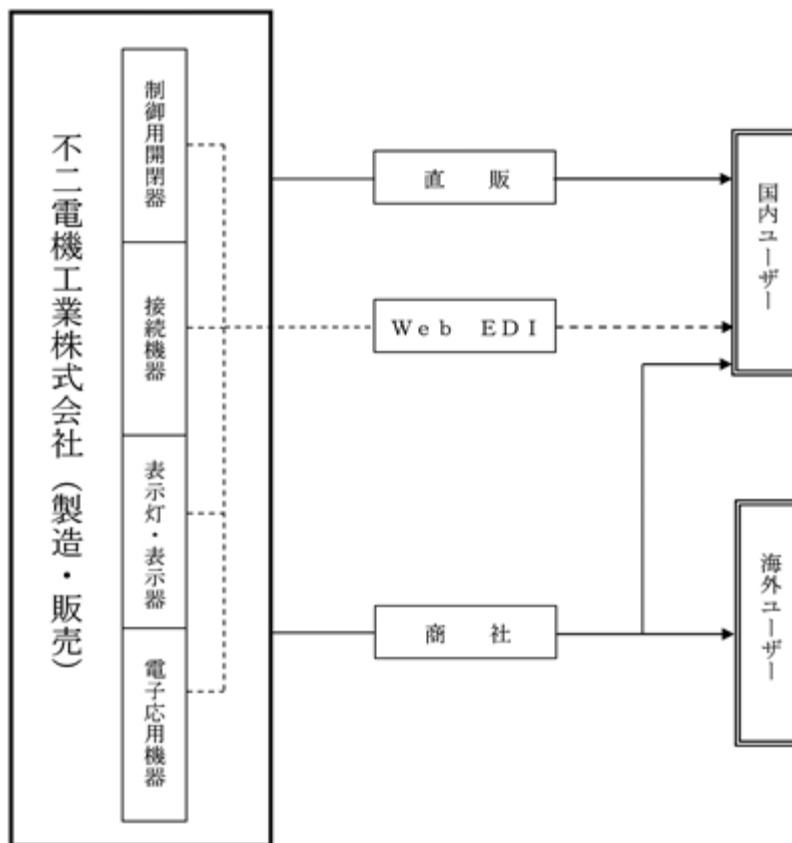 不二電機工業株式会社（製造・販売）
制御用開閉器
接続機器
表示灯・表示器
電子応用機器
直　販
Ｗｅｂ　ＥＤＩ
商　社
国内ユーザー
海外ユーザー